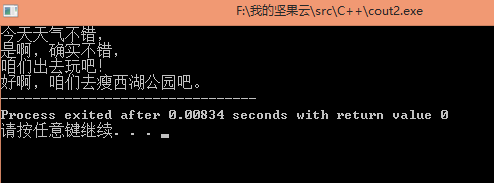 F:\我的坚果云\src\C++\cout2.exe
今天天气不错，
是啊，确实不错，
咱们出去玩吧！
好啊，咱们去瘦西湖公园吧。
--------------------------------
Process exited after 0.00834 seconds with return value 0
请按任意键继续. . .